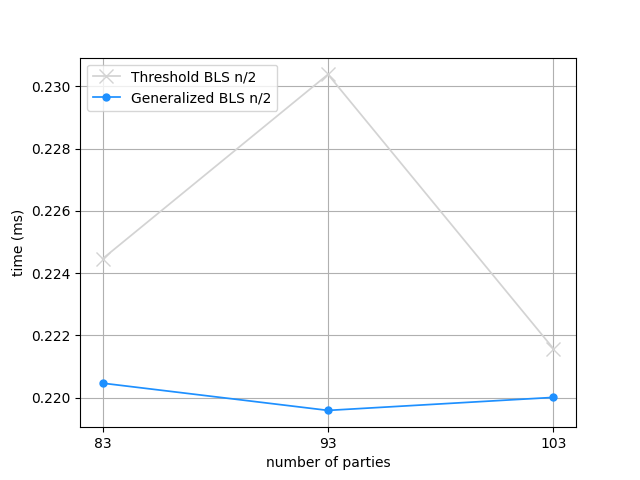 Threshold BLS n/2
Generalized BLS n/2
time (ms)
0.230
0.228
0.226
0.224
0.222
0.220
83 93 103
number of parties